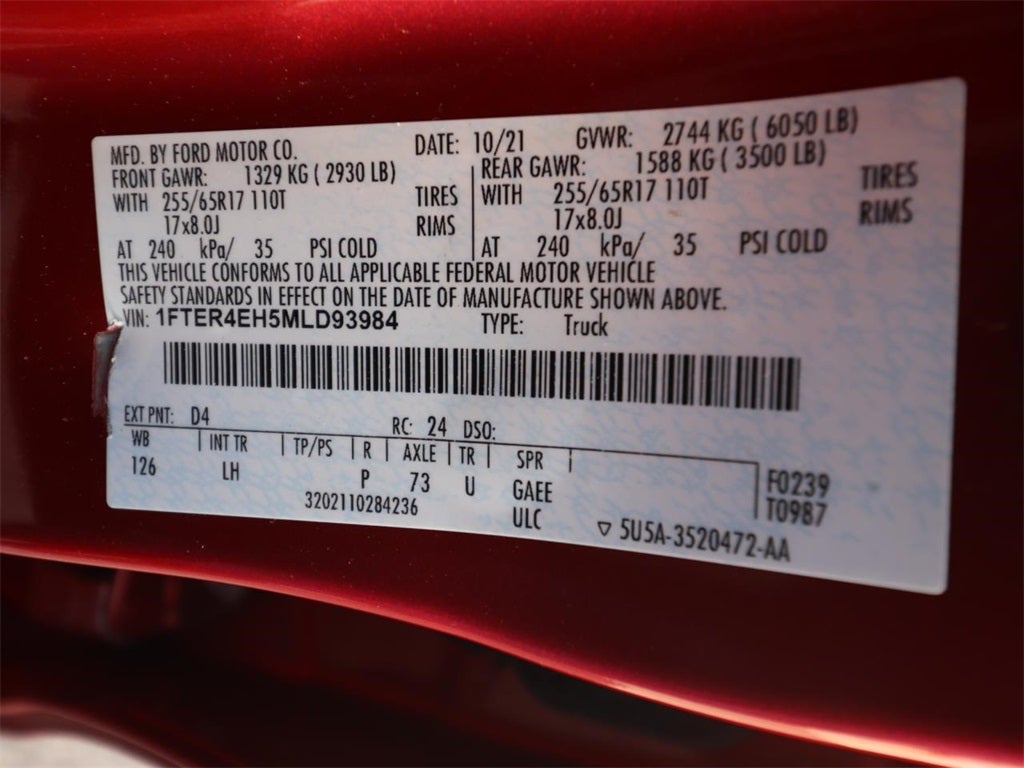 MFD. BY FORD MOTOR CO. DATE: 10/21 GVWR: 2744 KG ( 6050 LB)
FRONT GAWR: 1329 KG ( 2930 LB) REAR GAWR: 1588 KG ( 3500 LB)
WITH 255/65R17 110T TIRES WITH 255/65R17 110T TIRES
17x8.0J RIMS 17x8.0J RIMS
AT 240 kPa/ 35 PSI COLD AT 240 kPa/ 35 PSI COLD
THIS VEHICLE CONFORMS TO ALL APPLICABLE FEDERAL MOTOR VEHICLE
SAFETY STANDARDS IN EFFECT ON THE DATE OF MANUFACTURE SHOWN ABOVE.
VIN: 1FTER4EH5MLD93984 TYPE: Truck
EXT PNT: D4 RC: 24 DSO:
WB INT TR TP/PS R AXLE TR SPR
126 LH P 73 U GAEE F0239
3202110284236 ULC T0987
▽ 5U5A-3520472-AA